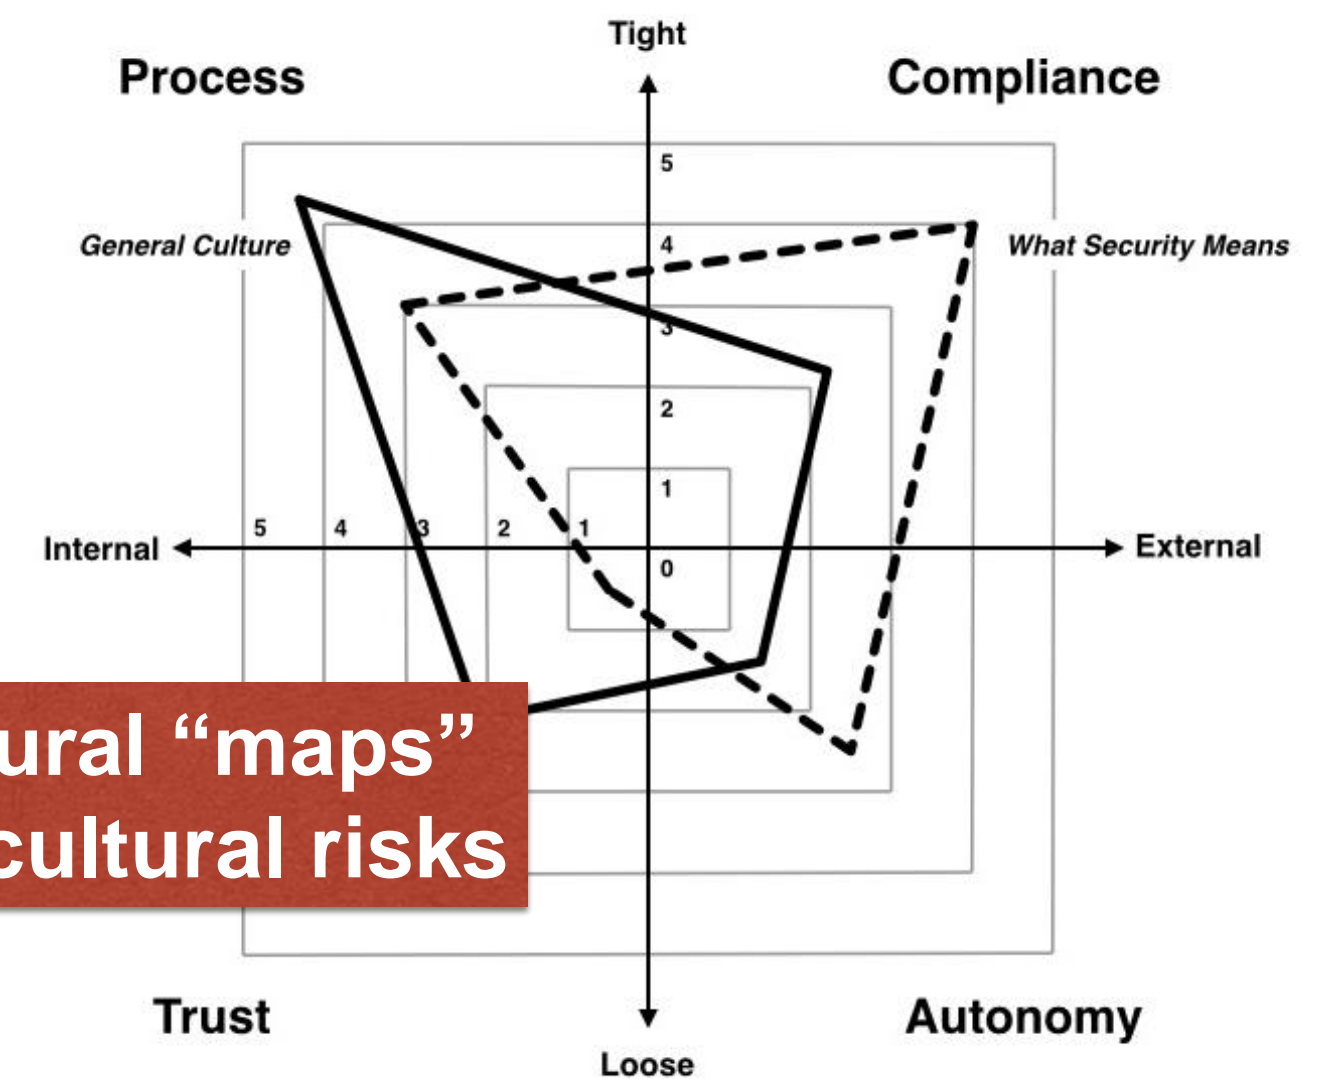 Tight
Process
Compliance
5
General Culture
4
What Security Means
3
2
1
5
4
3
2
1
Internal
External
0
“maps”
cultural risks
Trust
Autonomy
Loose